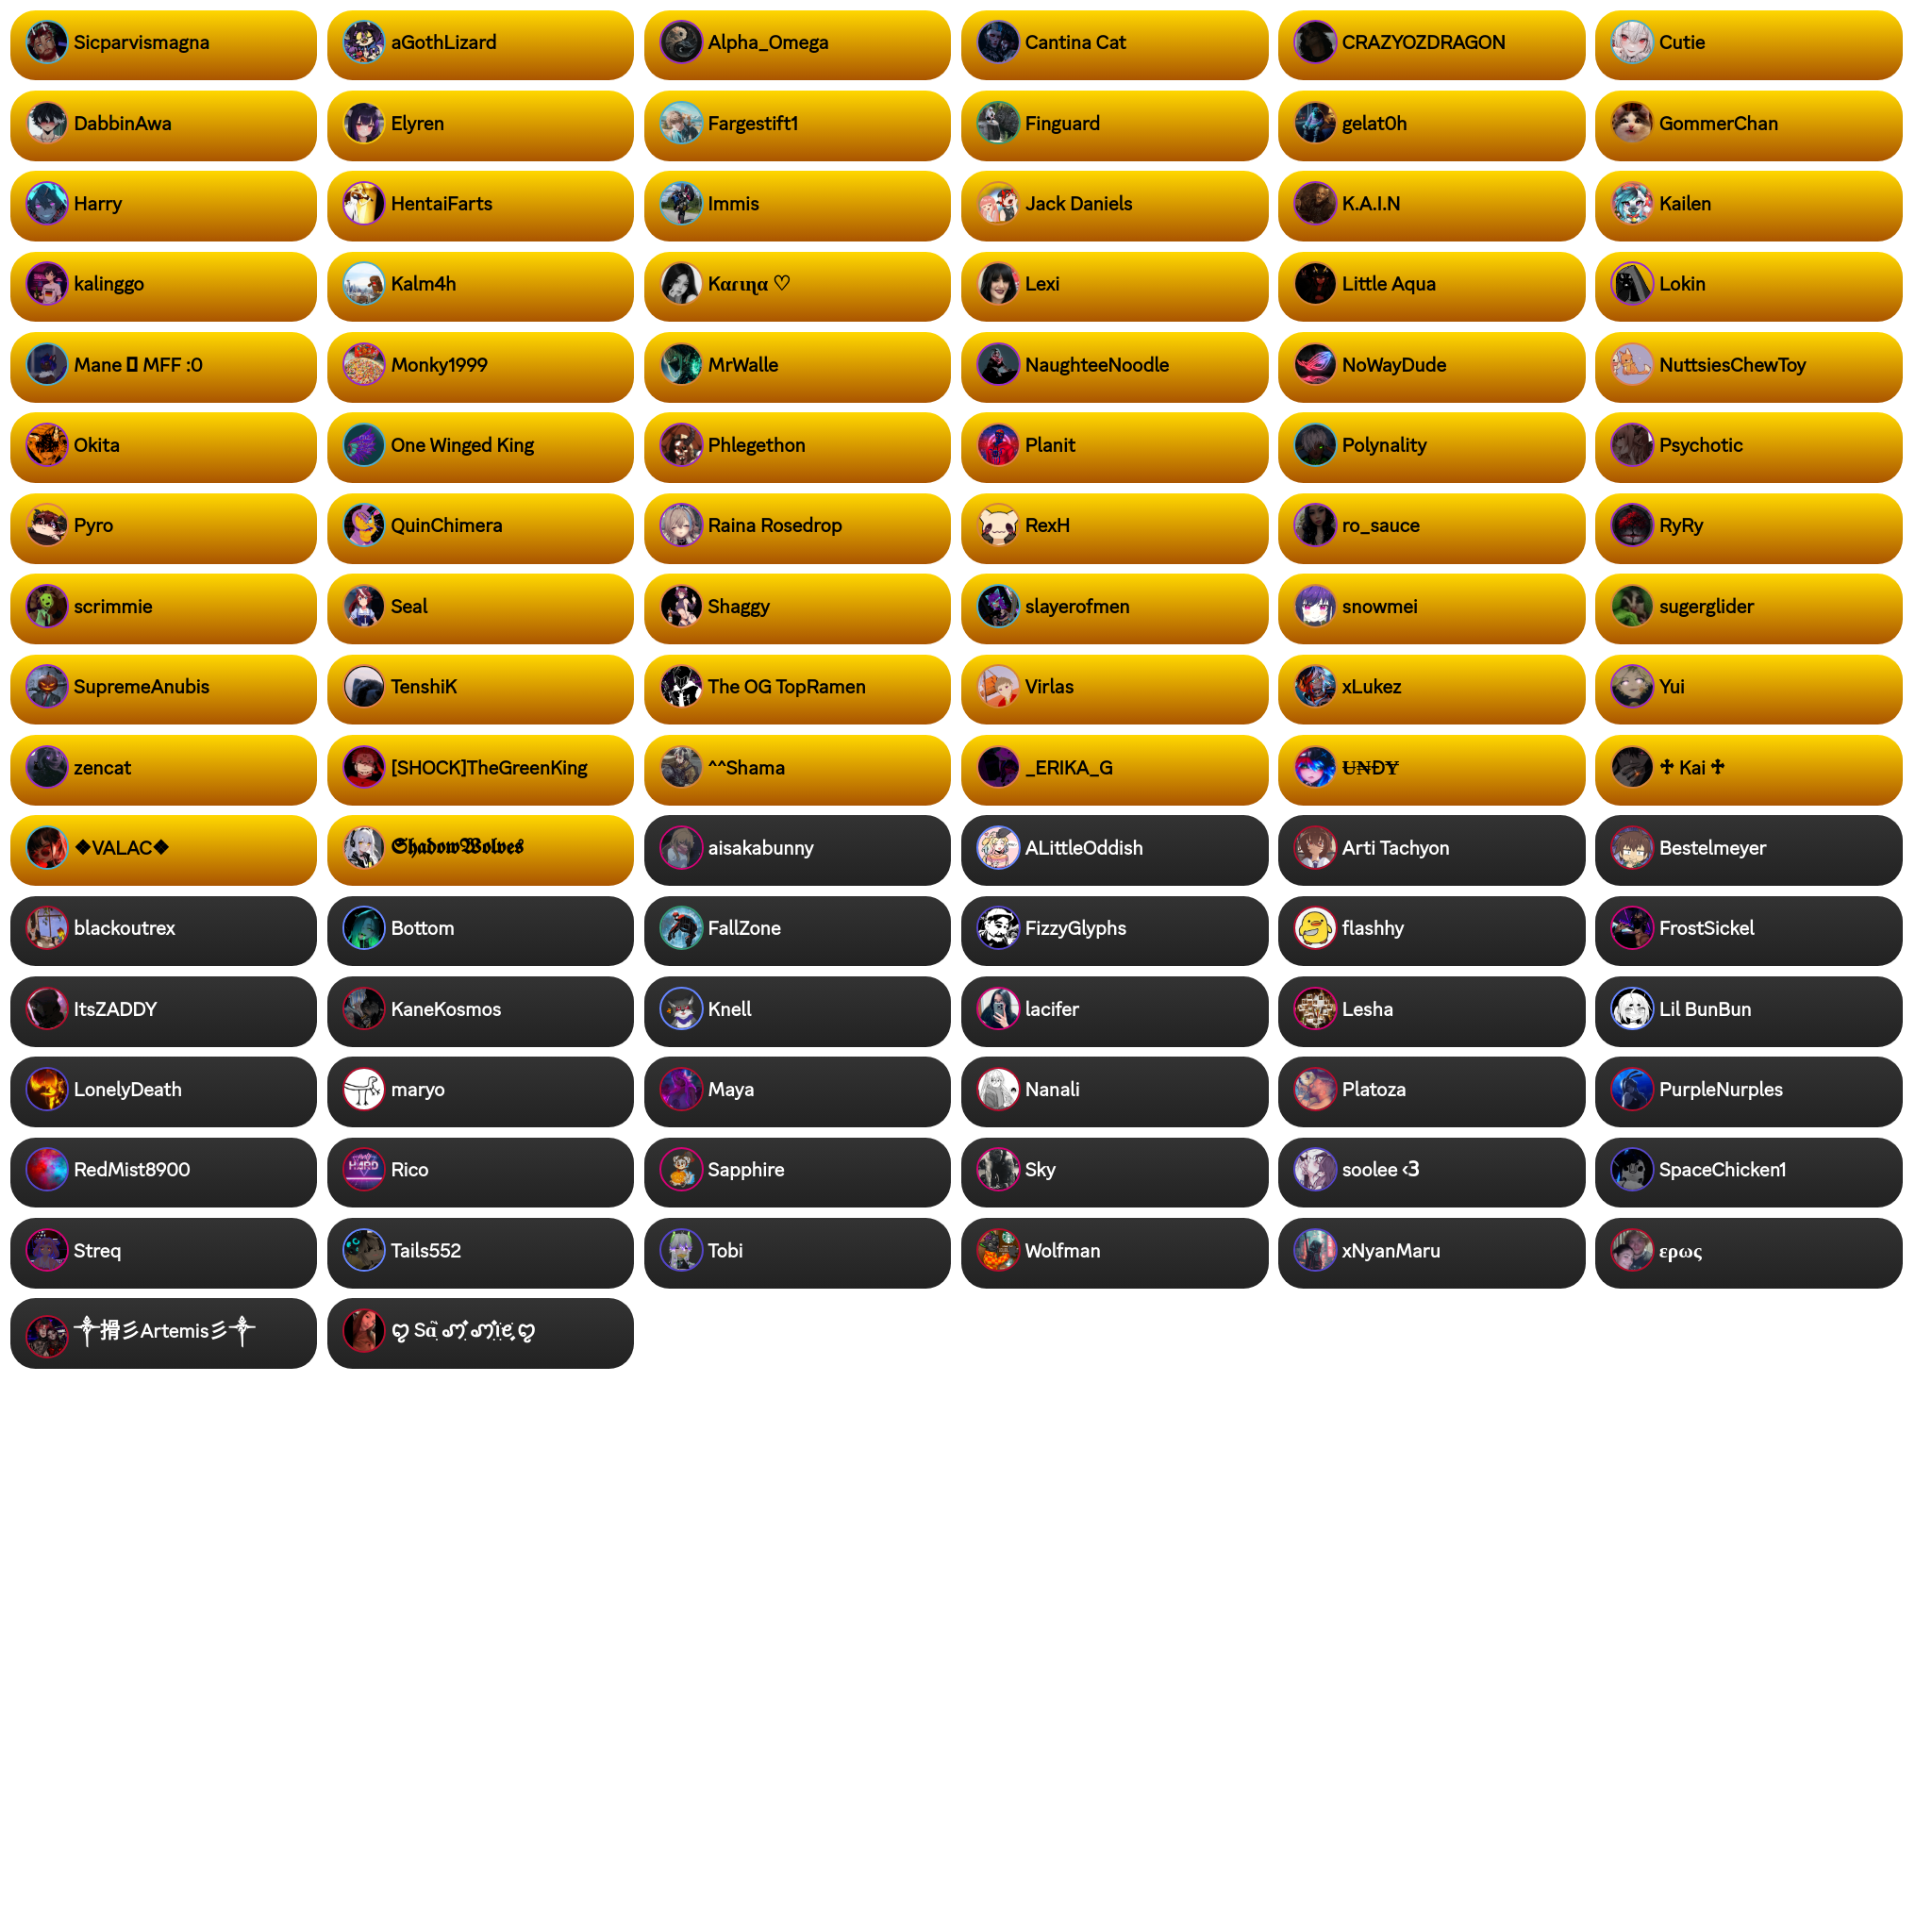 Sicparvismagna
aGothLizard
Alpha_Omega
Cantina Cat
CRAZYOZDRAGON
Cutie
DabbinAwa
Elyren
Fargestift1
Finguard
gelat0h
GommerChan
Harry
HentaiFarts
Immis
Jack Daniels
K.A.I.N
Kailen
kalinggo
Kalm4h
Kαɾιɳα ♡
Lexi
Little Aqua
Lokin
Mane ▯ MFF :0
Monky1999
MrWalle
NaughteeNoodle
NoWayDude
NuttsiesChewToy
Okita
One Winged King
Phlegethon
Planit
Polynality
Psychotic
Pyro
QuinChimera
Raina Rosedrop
RexH
ro_sauce
RyRy
scrimmie
Seal
Shaggy
slayerofmen
snowmei
sugerglider
SupremeAnubis
TenshiK
The OG TopRamen
Virlas
xLukez
Yui
zencat
[SHOCK]TheGreenKing
^^Shama
_ERIKA_G
U̶N̶ĐY̶
♱ Kai ♱
❖VALAC❖
𝕾𝖍𝖆𝖉𝖔𝖜𝖂𝖔𝖑𝖛𝖊𝖘
aisakabunny
ALittleOddish
Arti Tachyon
Bestelmeyer
blackoutrex
Bottom
FallZone
FizzyGlyphs
flashhy
FrostSickel
ItsZADDY
KaneKosmos
Knell
lacifer
Lesha
Lil BunBun
LonelyDeath
maryo
Maya
Nanali
Platoza
PurpleNurples
RedMist8900
Rico
Sapphire
Sky
soolee <3
SpaceChicken1
Streq
Tails552
Tobi
Wolfman
xNyanMaru
ερως
Artemis